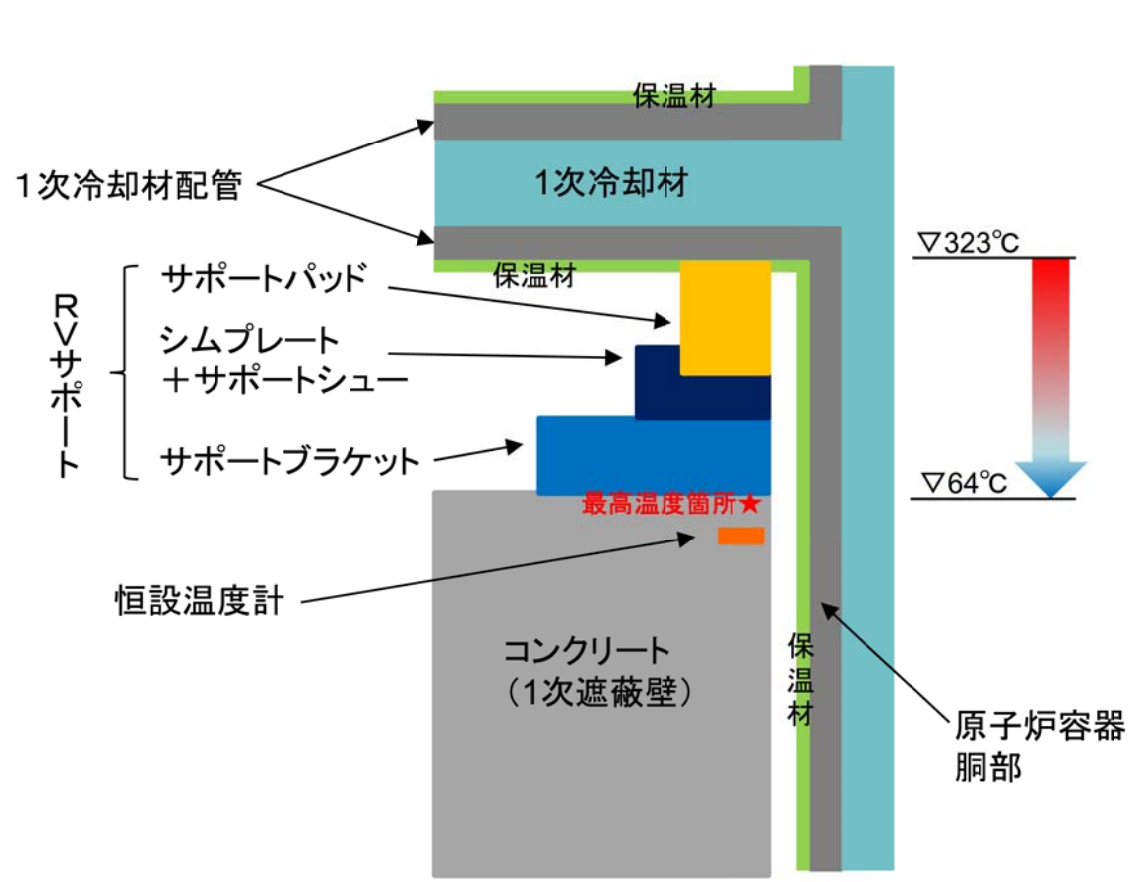 保温材
1次冷却材配管
1次冷却材
▽323℃
保温材
RVサポート
サポートパッド
シムプレート
＋サポートシュー
サポートブラケット
▽64℃
最高温度箇所★
恒設温度計
コンクリート
（1次遮蔽壁）
保温材
原子炉容器
胴部